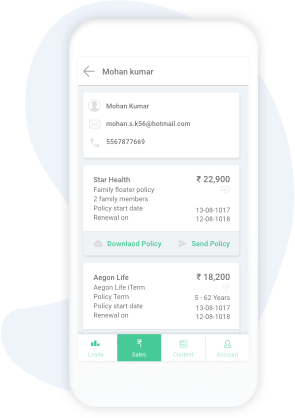 Mohan kumar
Mohan Kumar
mohan.s.k56@hotmail.com
5567877669
Star Health ₹ 22,900
Family floater policy
2 family members
Policy start date 13-08-1017
Renewal on 12-08-1018
Downlaod Policy Send Policy
Aegon Life ₹ 18,200
Aegon Life iTerm
Policy Term 5 - 62 Years
Policy start date 13-08-1017
Renewal on 12-08-1018
Leads Sales Content Account